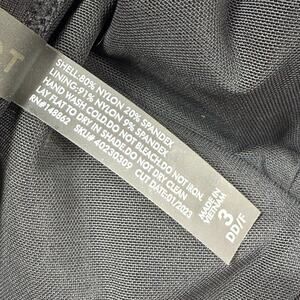 SHELL:80% NYLON 20% SPANDEX
LINING:91% NYLON 9% SPANDEX
HAND WASH COLD.DO NOT BLEACH.DO NOT IRON.
LAY FLAT TO DRY IN SHADE.DO NOT DRY CLEAN
RN#148662
SKU#40230309
CUT DATE:01/2023
MADE IN
VIETNAM
3
DD/F